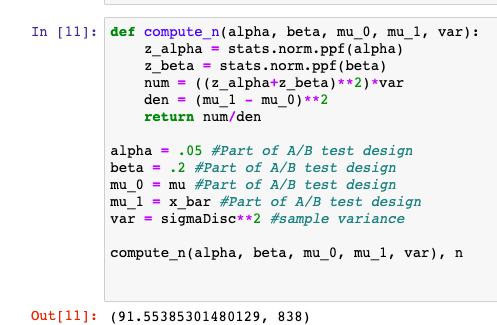 In [11]: def compute_n(alpha, beta, mu_0, mu_1, var):
    z_alpha = stats.norm.ppf(alpha)
    z_beta = stats.norm.ppf(beta)
    num = ((z_alpha+z_beta)**2)*var
    den = (mu_1 - mu_0)**2
    return num/den

alpha = .05 #Part of A/B test design
beta = .2 #Part of A/B test design
mu_0 = mu #Part of A/B test design
mu_1 = x_bar #Part of A/B test design
var = sigmaDisc**2 #sample variance

compute_n(alpha, beta, mu_0, mu_1, var), n
Out[11]: (91.55385301480129, 838)